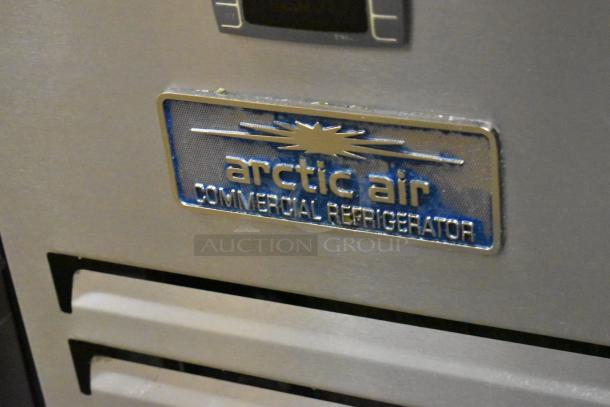 arctic air
COMMERCIAL REFRIGERATOR
AUCTION GROUP